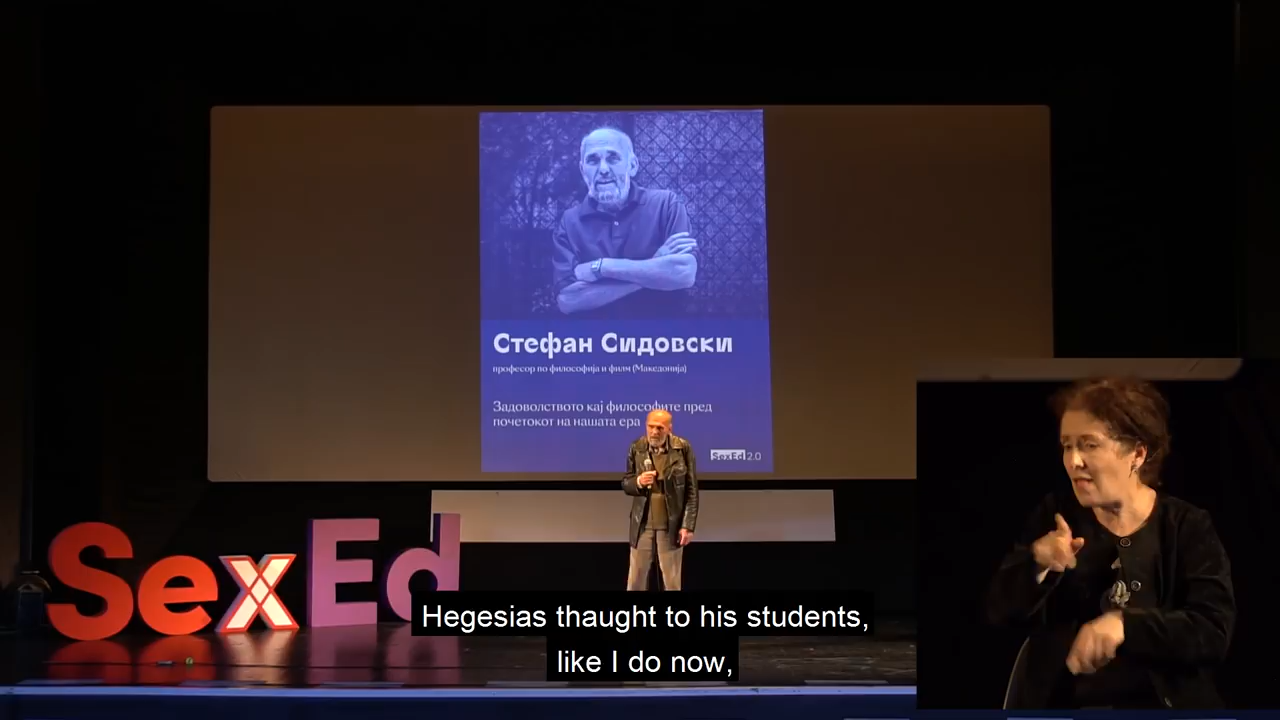 Стефан Сидовски
професор по филозофија и филм (Македонија)
Задоволството кај философите пред
почетокот на нашата ера
SexEd 2.0
SexEd
Hegesias thaught to his students,
like I do now,